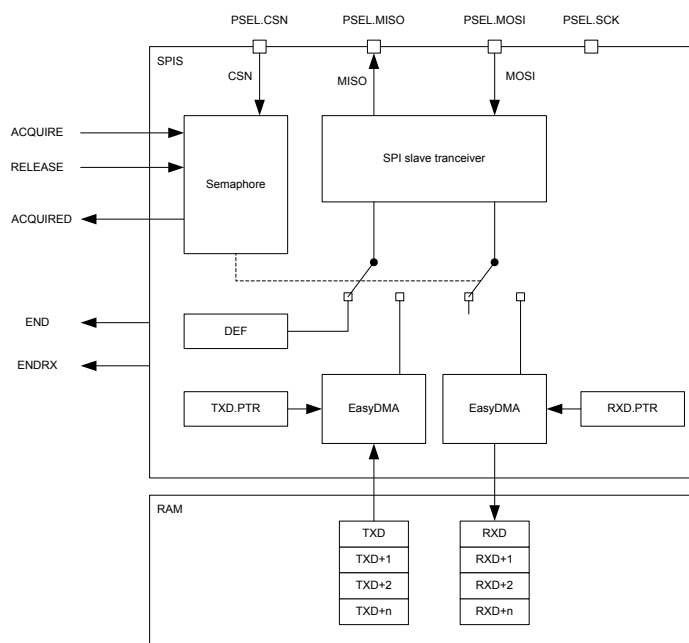 PSEL.CSN
PSEL.MISO
PSEL.MOSI
PSEL.SCK
SPIS
CSN
MISO
MOSI
ACQUIRE
RELEASE
ACQUIRED
Semaphore
SPI slave tranceiver
END
ENDRX
DEF
TXD.PTR
EasyDMA
EasyDMA
RXD.PTR
RAM
TXD
RXD
TXD+1
RXD+1
TXD+2
RXD+2
TXD+n
RXD+n